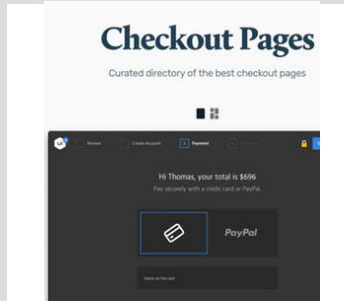 Checkout Pages
Curated directory of the best checkout pages
Review
Create Account
Payment
Hi Thomas, your total is $696
Pay securely with a credit card or PayPal
PayPal
Name on the card